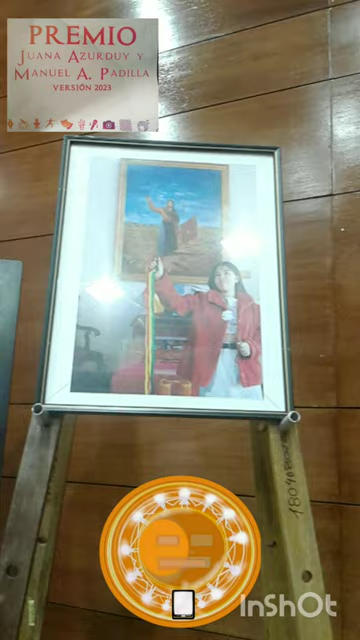 PREMIO
JUANA AZURDUY Y
MANUEL A. PADILLA
VERSIÓN 2023
InShOt